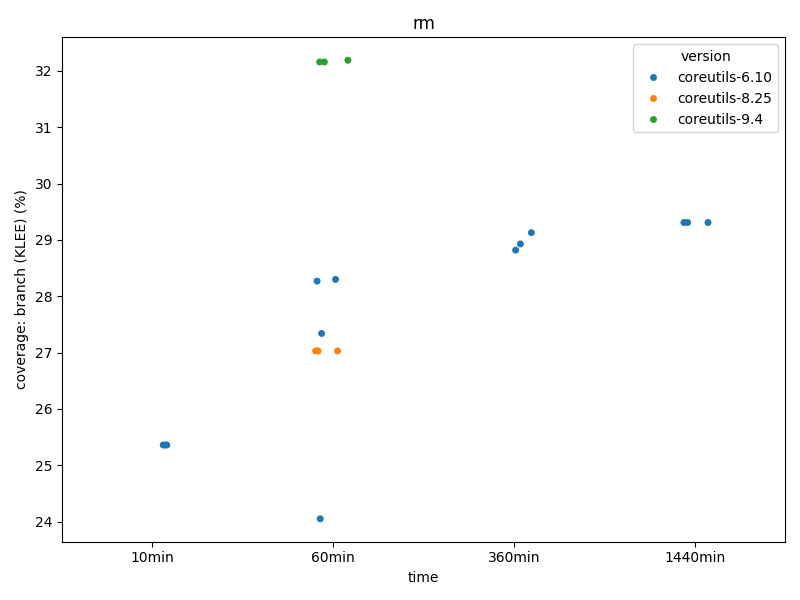 rm
version
coreutils-6.10
coreutils-8.25
coreutils-9.4
coverage: branch (KLEE) (%)
32
31
30
29
28
27
26
25
24
10min
60min
360min
1440min
time